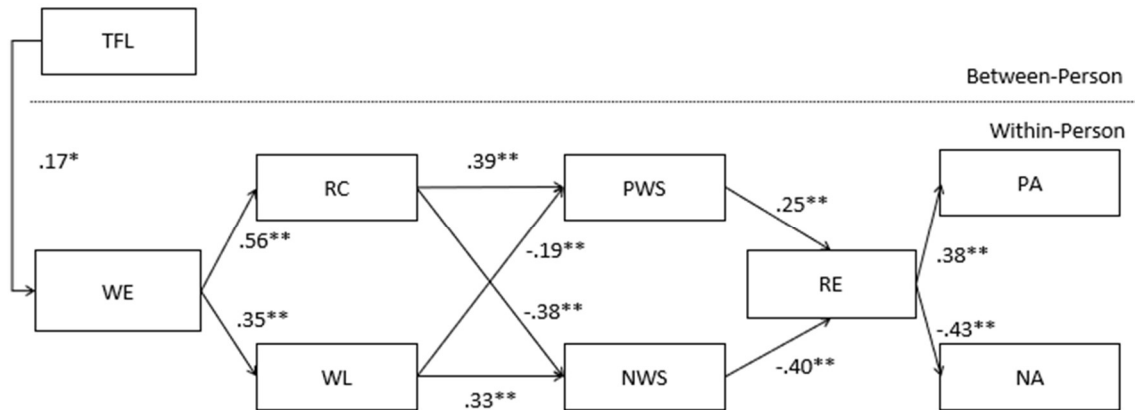 TFL
Between-Person
Within-Person
.17*
RC
.39**
PWS
PA
.56**
.25**
-.19**
.38**
WE
RE
.35**
-.38**
-.43**
WL
.33**
NWS
-.40**
NA